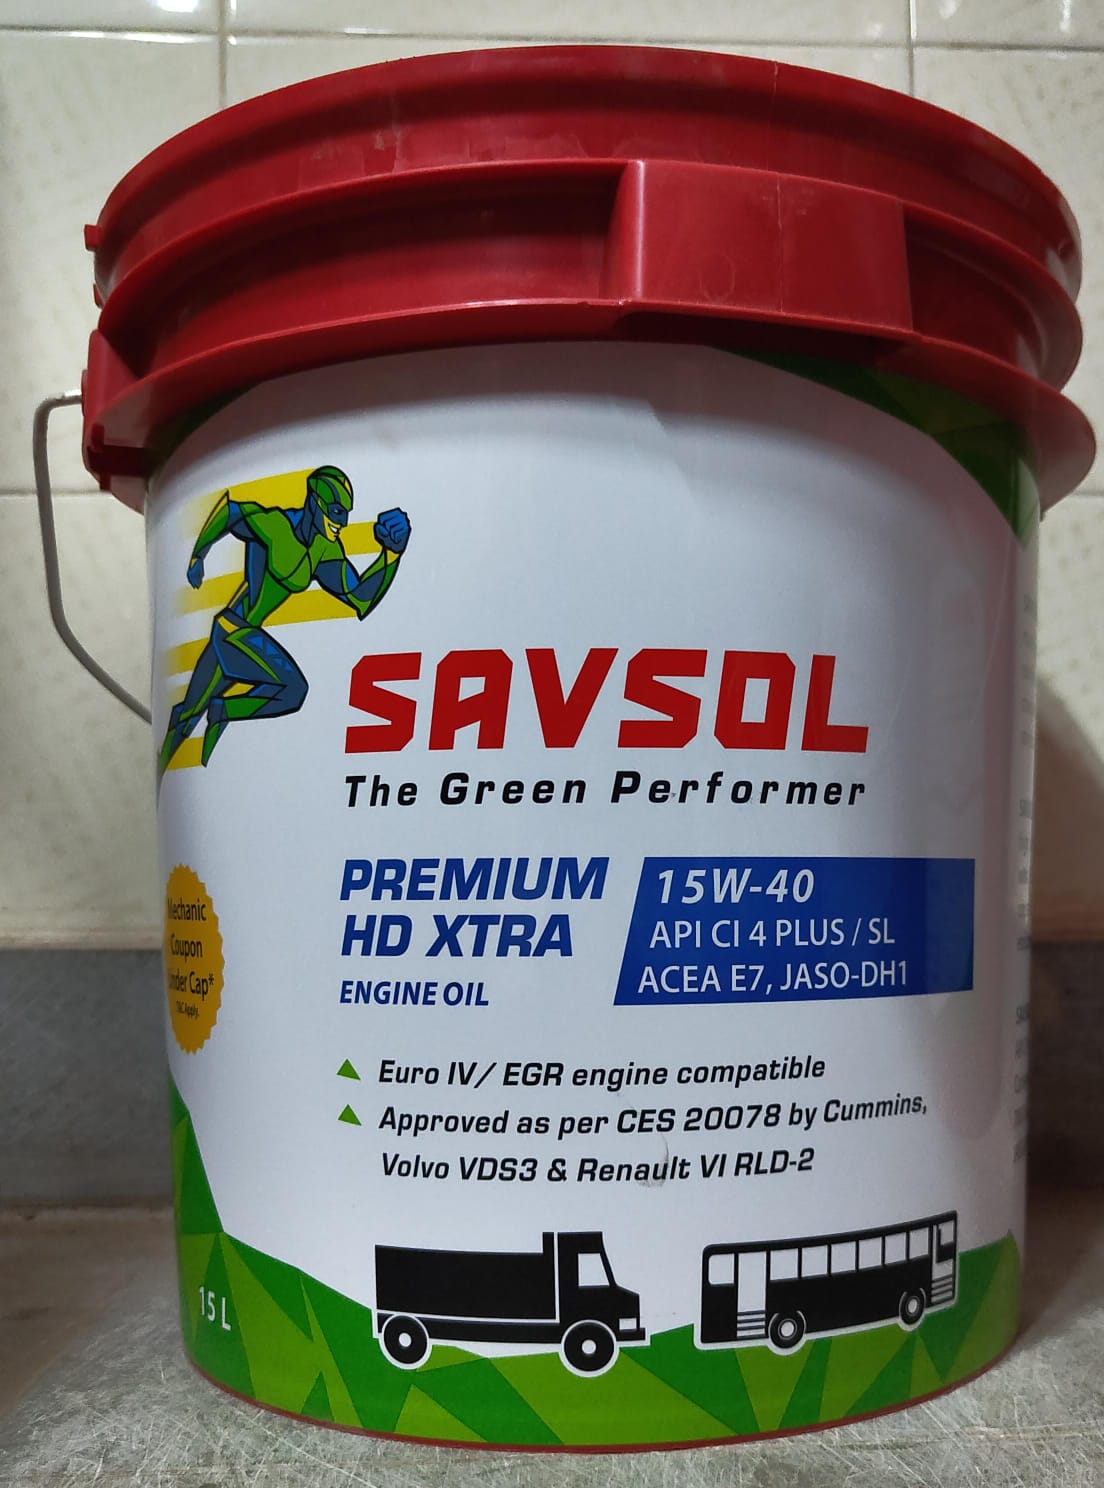 SAVSOL
The Green Performer
PREMIUM
HD XTRA
ENGINE OIL
15W-40
API CI 4 PLUS / SL
ACEA E7, JASO-DH1
Mechanic
Coupon
Under Cap*
T&C Apply.
Euro IV/ EGR engine compatible
Approved as per CES 20078 by Cummins,
Volvo VDS3 & Renault VI RLD-2
15 L